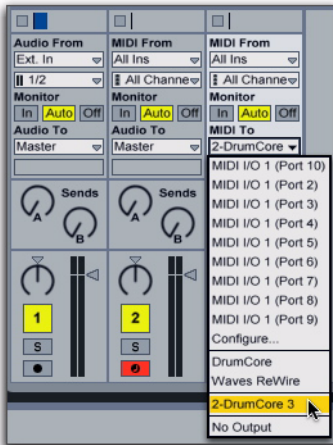 Audio From
Ext. In
1/2
Monitor
In Auto Off
Audio To
Master
Sends
A
B
1
S
MIDI From
All Ins
All Channe
Monitor
In Auto Off
Audio To
Master
Sends
A
B
2
S
MIDI From
All Ins
All Channe
Monitor
In Auto Off
MIDI To
2-DrumCore
MIDI I/O 1 (Port 10)
MIDI I/O 1 (Port 2)
MIDI I/O 1 (Port 3)
MIDI I/O 1 (Port 4)
MIDI I/O 1 (Port 5)
MIDI I/O 1 (Port 6)
MIDI I/O 1 (Port 7)
MIDI I/O 1 (Port 8)
MIDI I/O 1 (Port 9)
Configure...
DrumCore
Waves ReWire
2-DrumCore 3
No Output